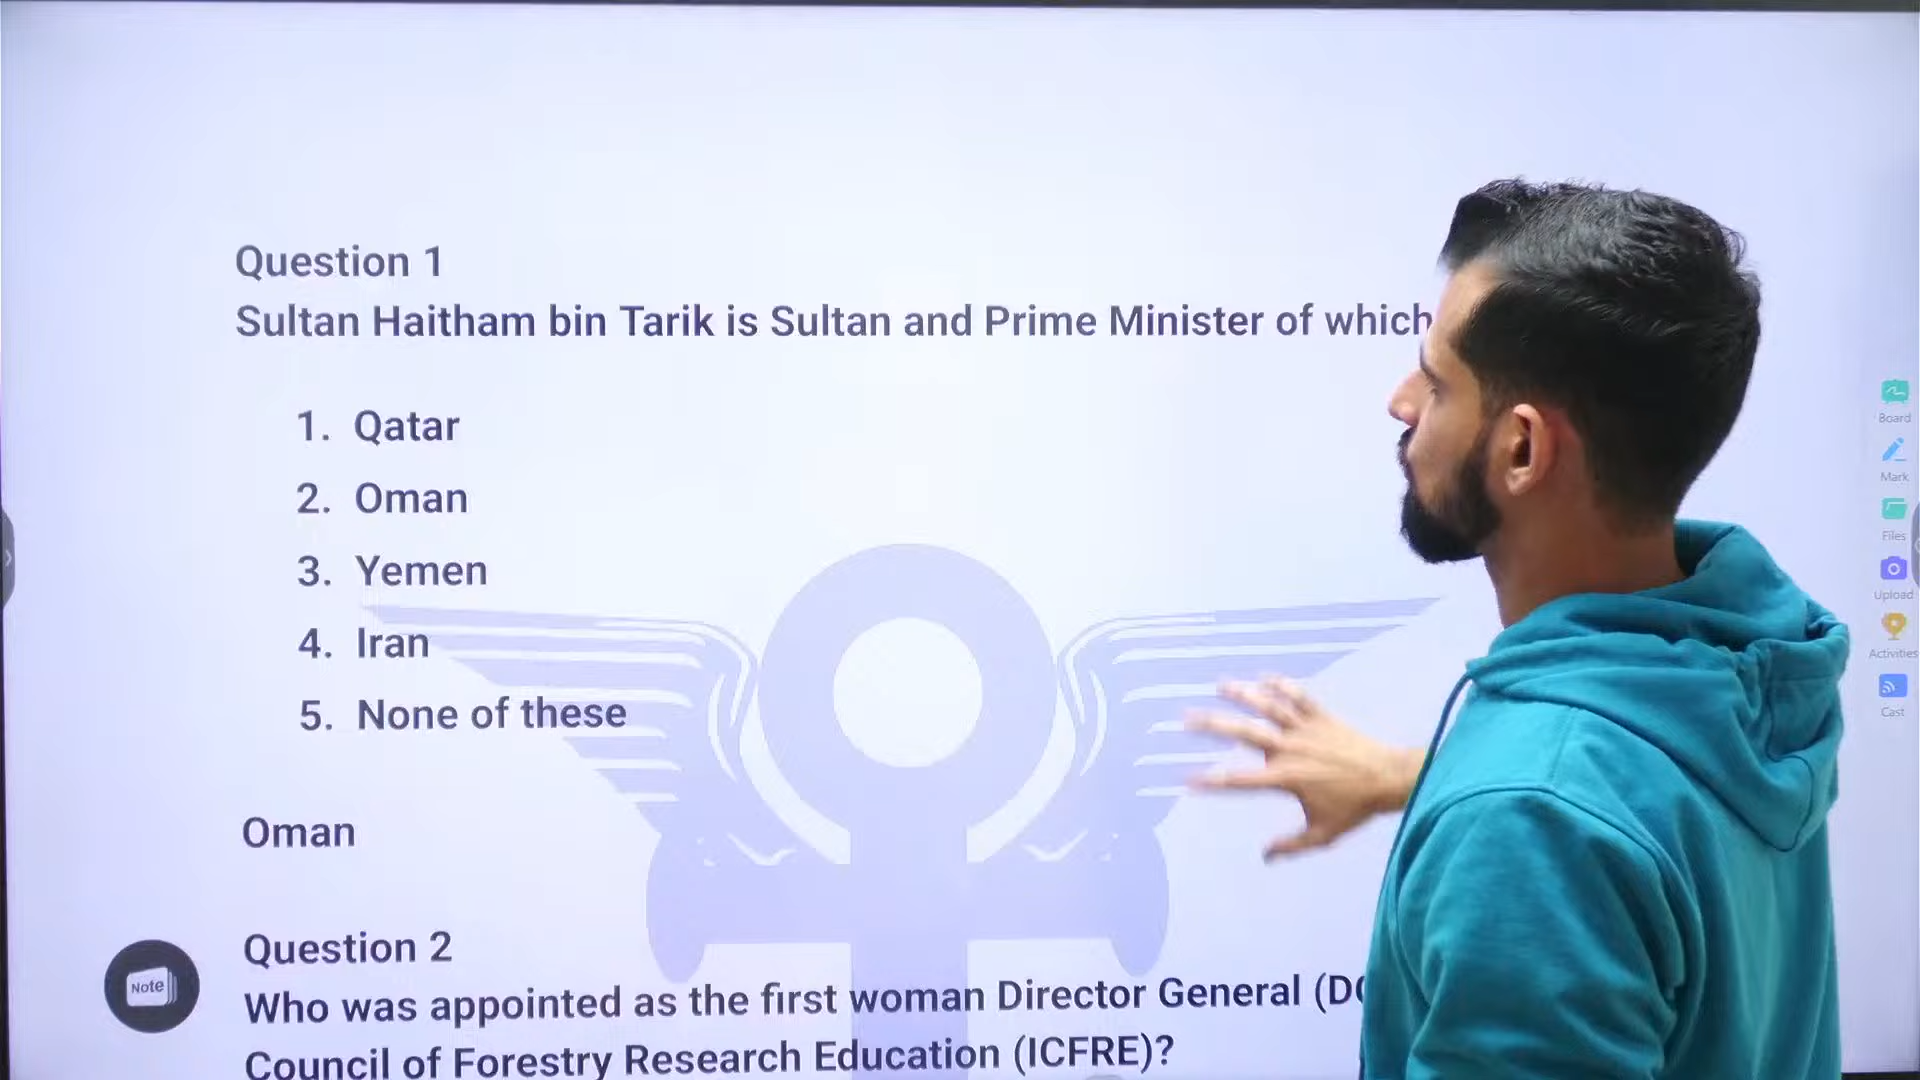 Question 1
Sultan Haitham bin Tarik is Sultan and Prime Minister of which
1. Qatar
2. Oman
3. Yemen
4. Iran
5. None of these
Oman
Question 2
Who was appointed as the first woman Director General
Council of Forestry Research Education (ICFRE)?
Note
Board
Mark
Files
Upload
Activities
Cast